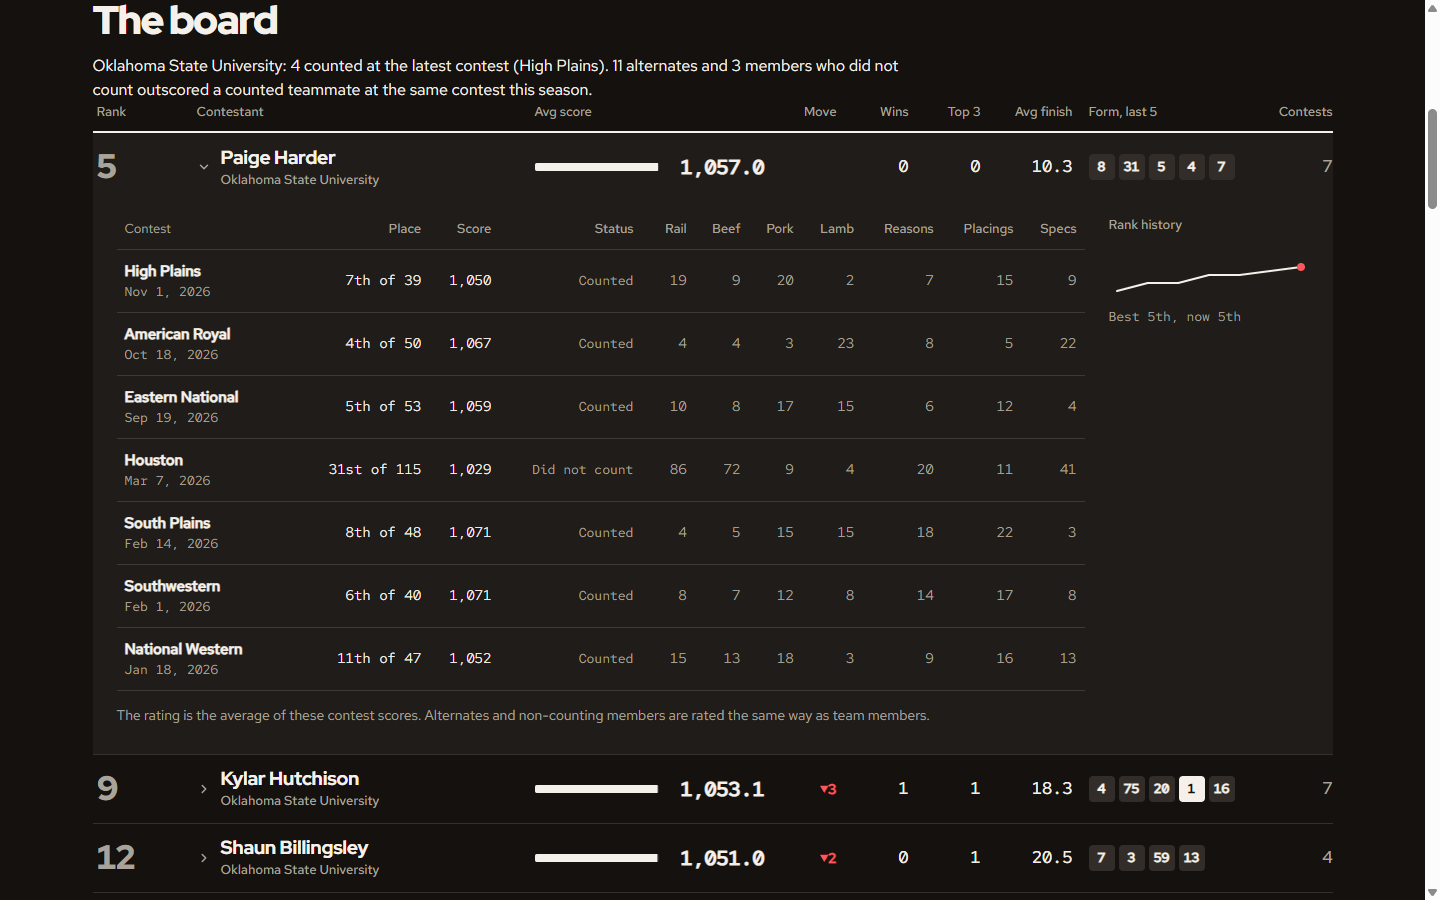 The board
Oklahoma State University: 4 counted at the latest contest (High Plains). 11 alternates and 3 members who did not
count outscored a counted teammate at the same contest this season.
Rank Contestant Avg score Move Wins Top 3 Avg finish Form, last 5 Contests
5 Paige Harder 1,057.0 0 0 10.3 8 31 5 4 7 7
Oklahoma State University
Contest Place Score Status Rail Beef Pork Lamb Reasons Placings Specs Rank history
High Plains 7th of 39 1,050 Counted 19 9 20 2 7 15 9
Nov 1, 2026
Best 5th, now 5th
American Royal 4th of 50 1,067 Counted 4 4 3 23 8 5 22
Oct 18, 2026
Eastern National 5th of 53 1,059 Counted 10 8 17 15 6 12 4
Sep 19, 2026
Houston 31st of 115 1,029 Did not count 86 72 9 4 20 11 41
Mar 7, 2026
South Plains 8th of 48 1,071 Counted 4 5 15 15 18 22 3
Feb 14, 2026
Southwestern 6th of 40 1,071 Counted 8 7 12 8 14 17 8
Feb 1, 2026
National Western 11th of 47 1,052 Counted 15 13 18 3 9 16 13
Jan 18, 2026
The rating is the average of these contest scores. Alternates and non-counting members are rated the same way as team members.
9 Kylar Hutchison 1,053.1 ▼3 1 1 18.3 4 75 20 1 16 7
Oklahoma State University
12 Shaun Billingsley 1,051.0 ▼2 0 1 20.5 7 3 59 13 4
Oklahoma State University